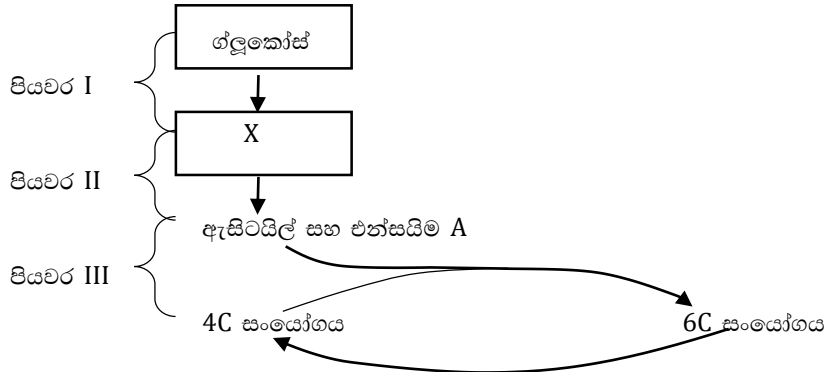 ග්ලූකෝස්
පියවර I
X
පියවර II
ඇසිටයිල් සහ එන්සයිම A
පියවර III
4C සංයෝගය
6C සංයෝගය